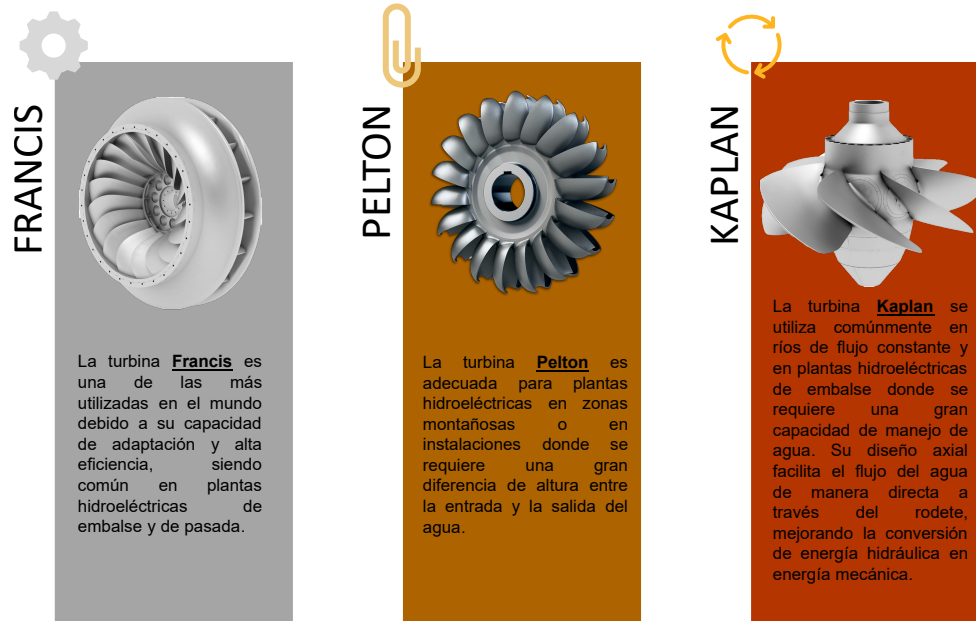 FRANCIS
La turbina Francis es
una de las más
utilizadas en el mundo
debido a su capacidad
de adaptación y alta
eficiencia, siendo
común en plantas
hidroeléctricas de
embalse y de pasada.
PELTON
La turbina Pelton es
adecuada para plantas
hidroeléctricas en zonas
montañosas o en
instalaciones donde se
requiere una gran
diferencia de altura entre
la entrada y la salida del
agua.
KAPLAN
La turbina Kaplan se
utiliza comúnmente en
ríos de flujo constante y
en plantas hidroeléctricas
de embalse donde se
requiere una gran
capacidad de manejo de
agua. Su diseño axial
facilita el flujo del agua
de manera directa a
través del rodete,
mejorando la conversión
de energía hidráulica en
energía mecánica.